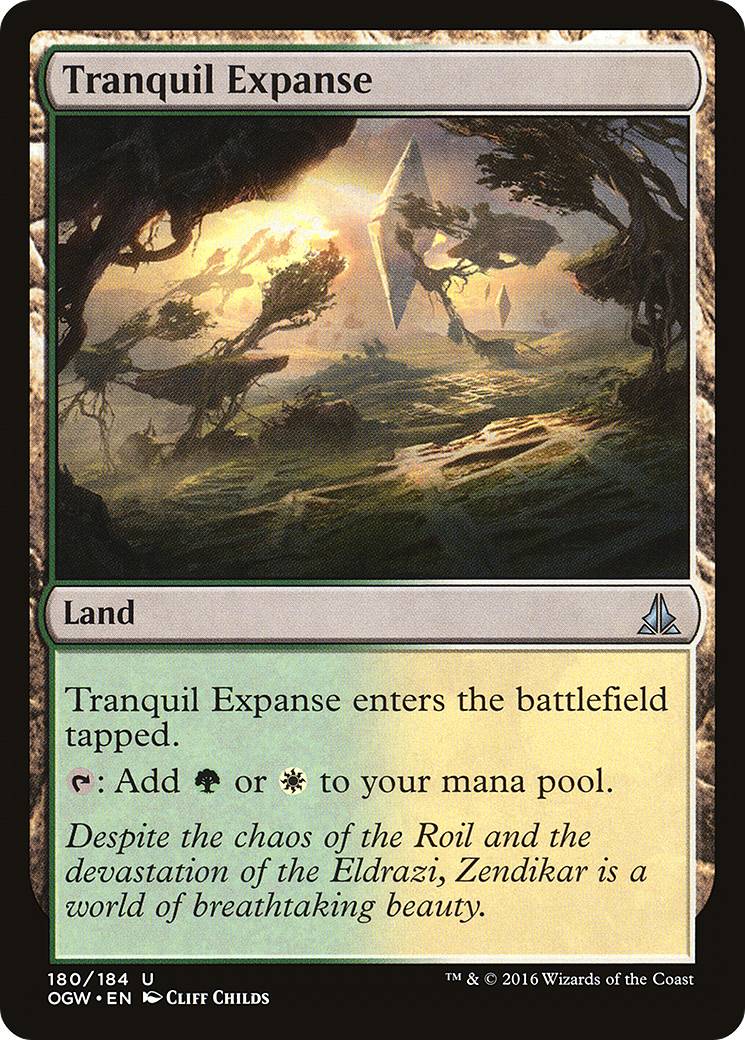 Tranquil Expanse
Land
Tranquil Expanse enters the battlefield
tapped.
: Add or to your mana pool.
Despite the chaos of the Roil and the
devastation of the Eldrazi, Zendikar is a
world of breathtaking beauty.
180/184 U
™ & © 2016 Wizards of the Coast
OGW • EN Cliff Childs